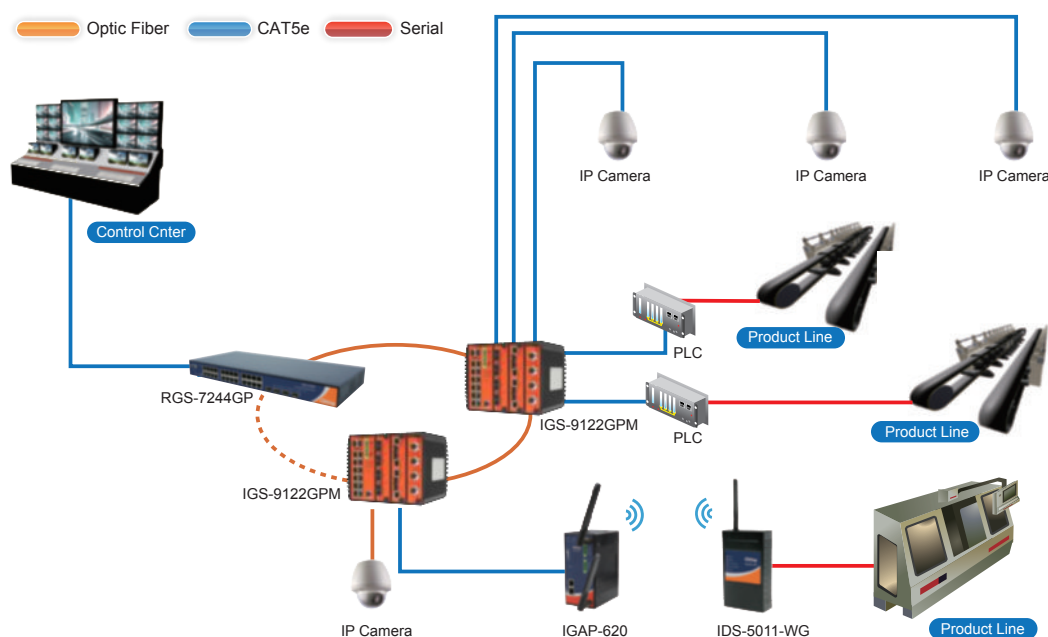 Optic Fiber
CAT5e
Serial
IP Camera
IP Camera
IP Camera
Control Cnter
Product Line
PLC
RGS-7244GP
IGS-9122GPM
PLC
Product Line
IGS-9122GPM
IP Camera
IGAP-620
IDS-5011-WG
Product Line